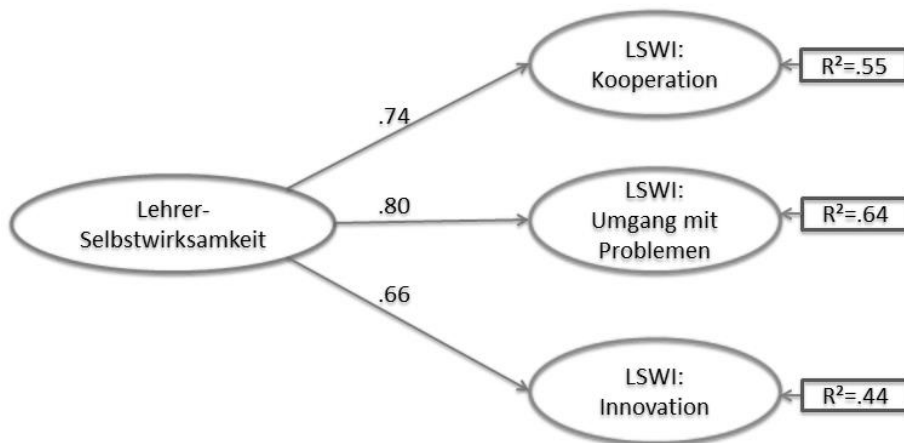 LSWI:
Kooperation
R²=.55
.74
Lehrer-
Selbstwirksamkeit
.80
LSWI:
Umgang mit
Problemen
R²=.64
.66
LSWI:
Innovation
R²=.44